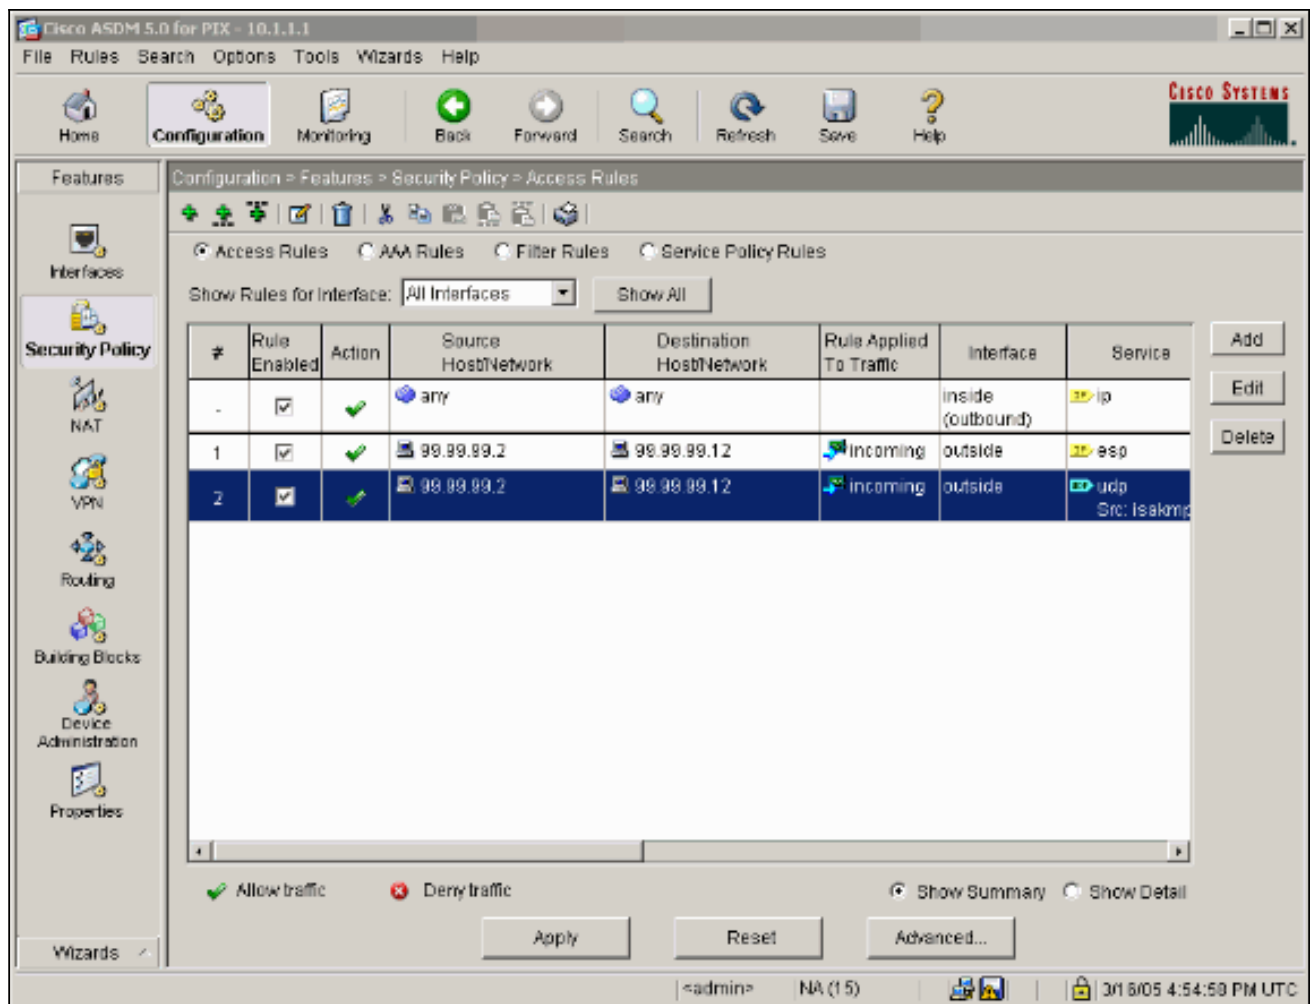 Cisco ASDM 5.0 for PIX - 10.1.1.1
File Rules Search Options Tools Wizards Help
Home Configuration Monitoring Back Forward Search Refresh Save Help
CISCO SYSTEMS
Features
Configuration > Features > Security Policy > Access Rules
Interfaces
Security Policy
NAT
VPN
Routing
Building Blocks
Device
Administration
Properties
Wizards
Access Rules AAA Rules Filter Rules Service Policy Rules
Show Rules for Interface: All Interfaces Show All
# Rule Enabled Action Source Host/Network Destination Host/Network Rule Applied To Traffic Interface Service
- any any inside (outbound) ip
1 99.99.99.2 99.99.99.12 incoming outside esp
2 99.99.99.2 99.99.99.12 incoming outside udp
Src: isakmp
Add
Edit
Delete
Allow traffic Deny traffic Show Summary Show Detail
Apply Reset Advanced...
<admin> NA (15) 3/16/05 4:54:58 PM UTC